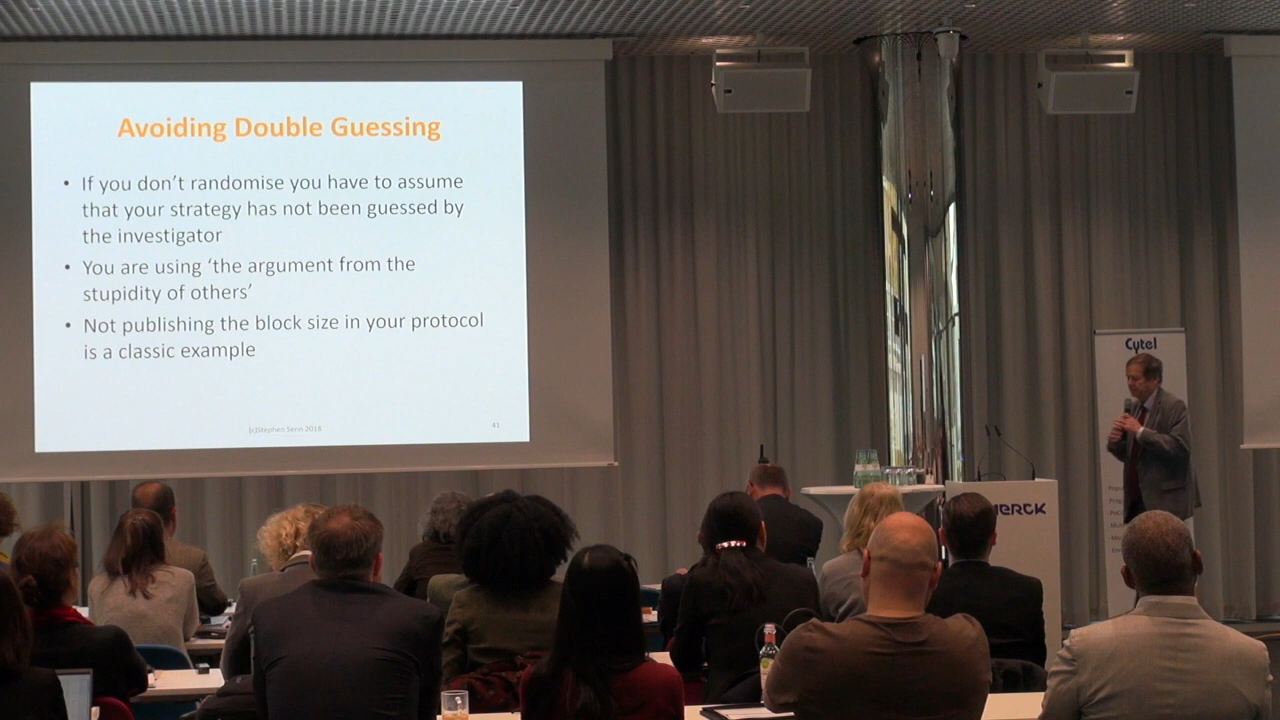 Avoiding Double Guessing
• If you don't randomise you have to assume
that your strategy has not been guessed by
the investigator
• You are using 'the argument from the
stupidity of others'
• Not publishing the block size in your protocol
is a classic example
(c)Stephen Senn 2018
41
Cytel
MERCK